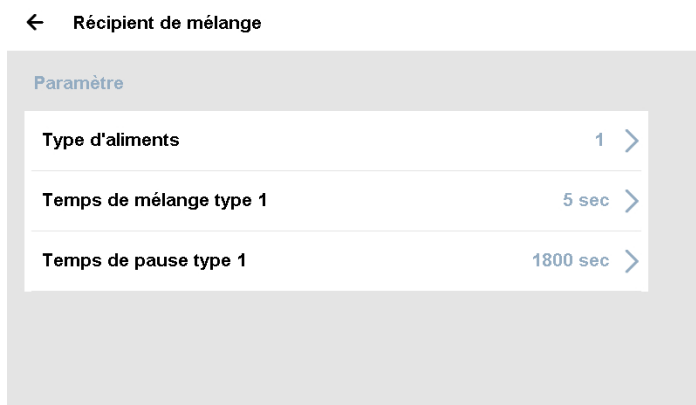 Récipient de mélange
Paramètre
Type d'aliments 1
Temps de mélange type 1 5 sec
Temps de pause type 1 1800 sec